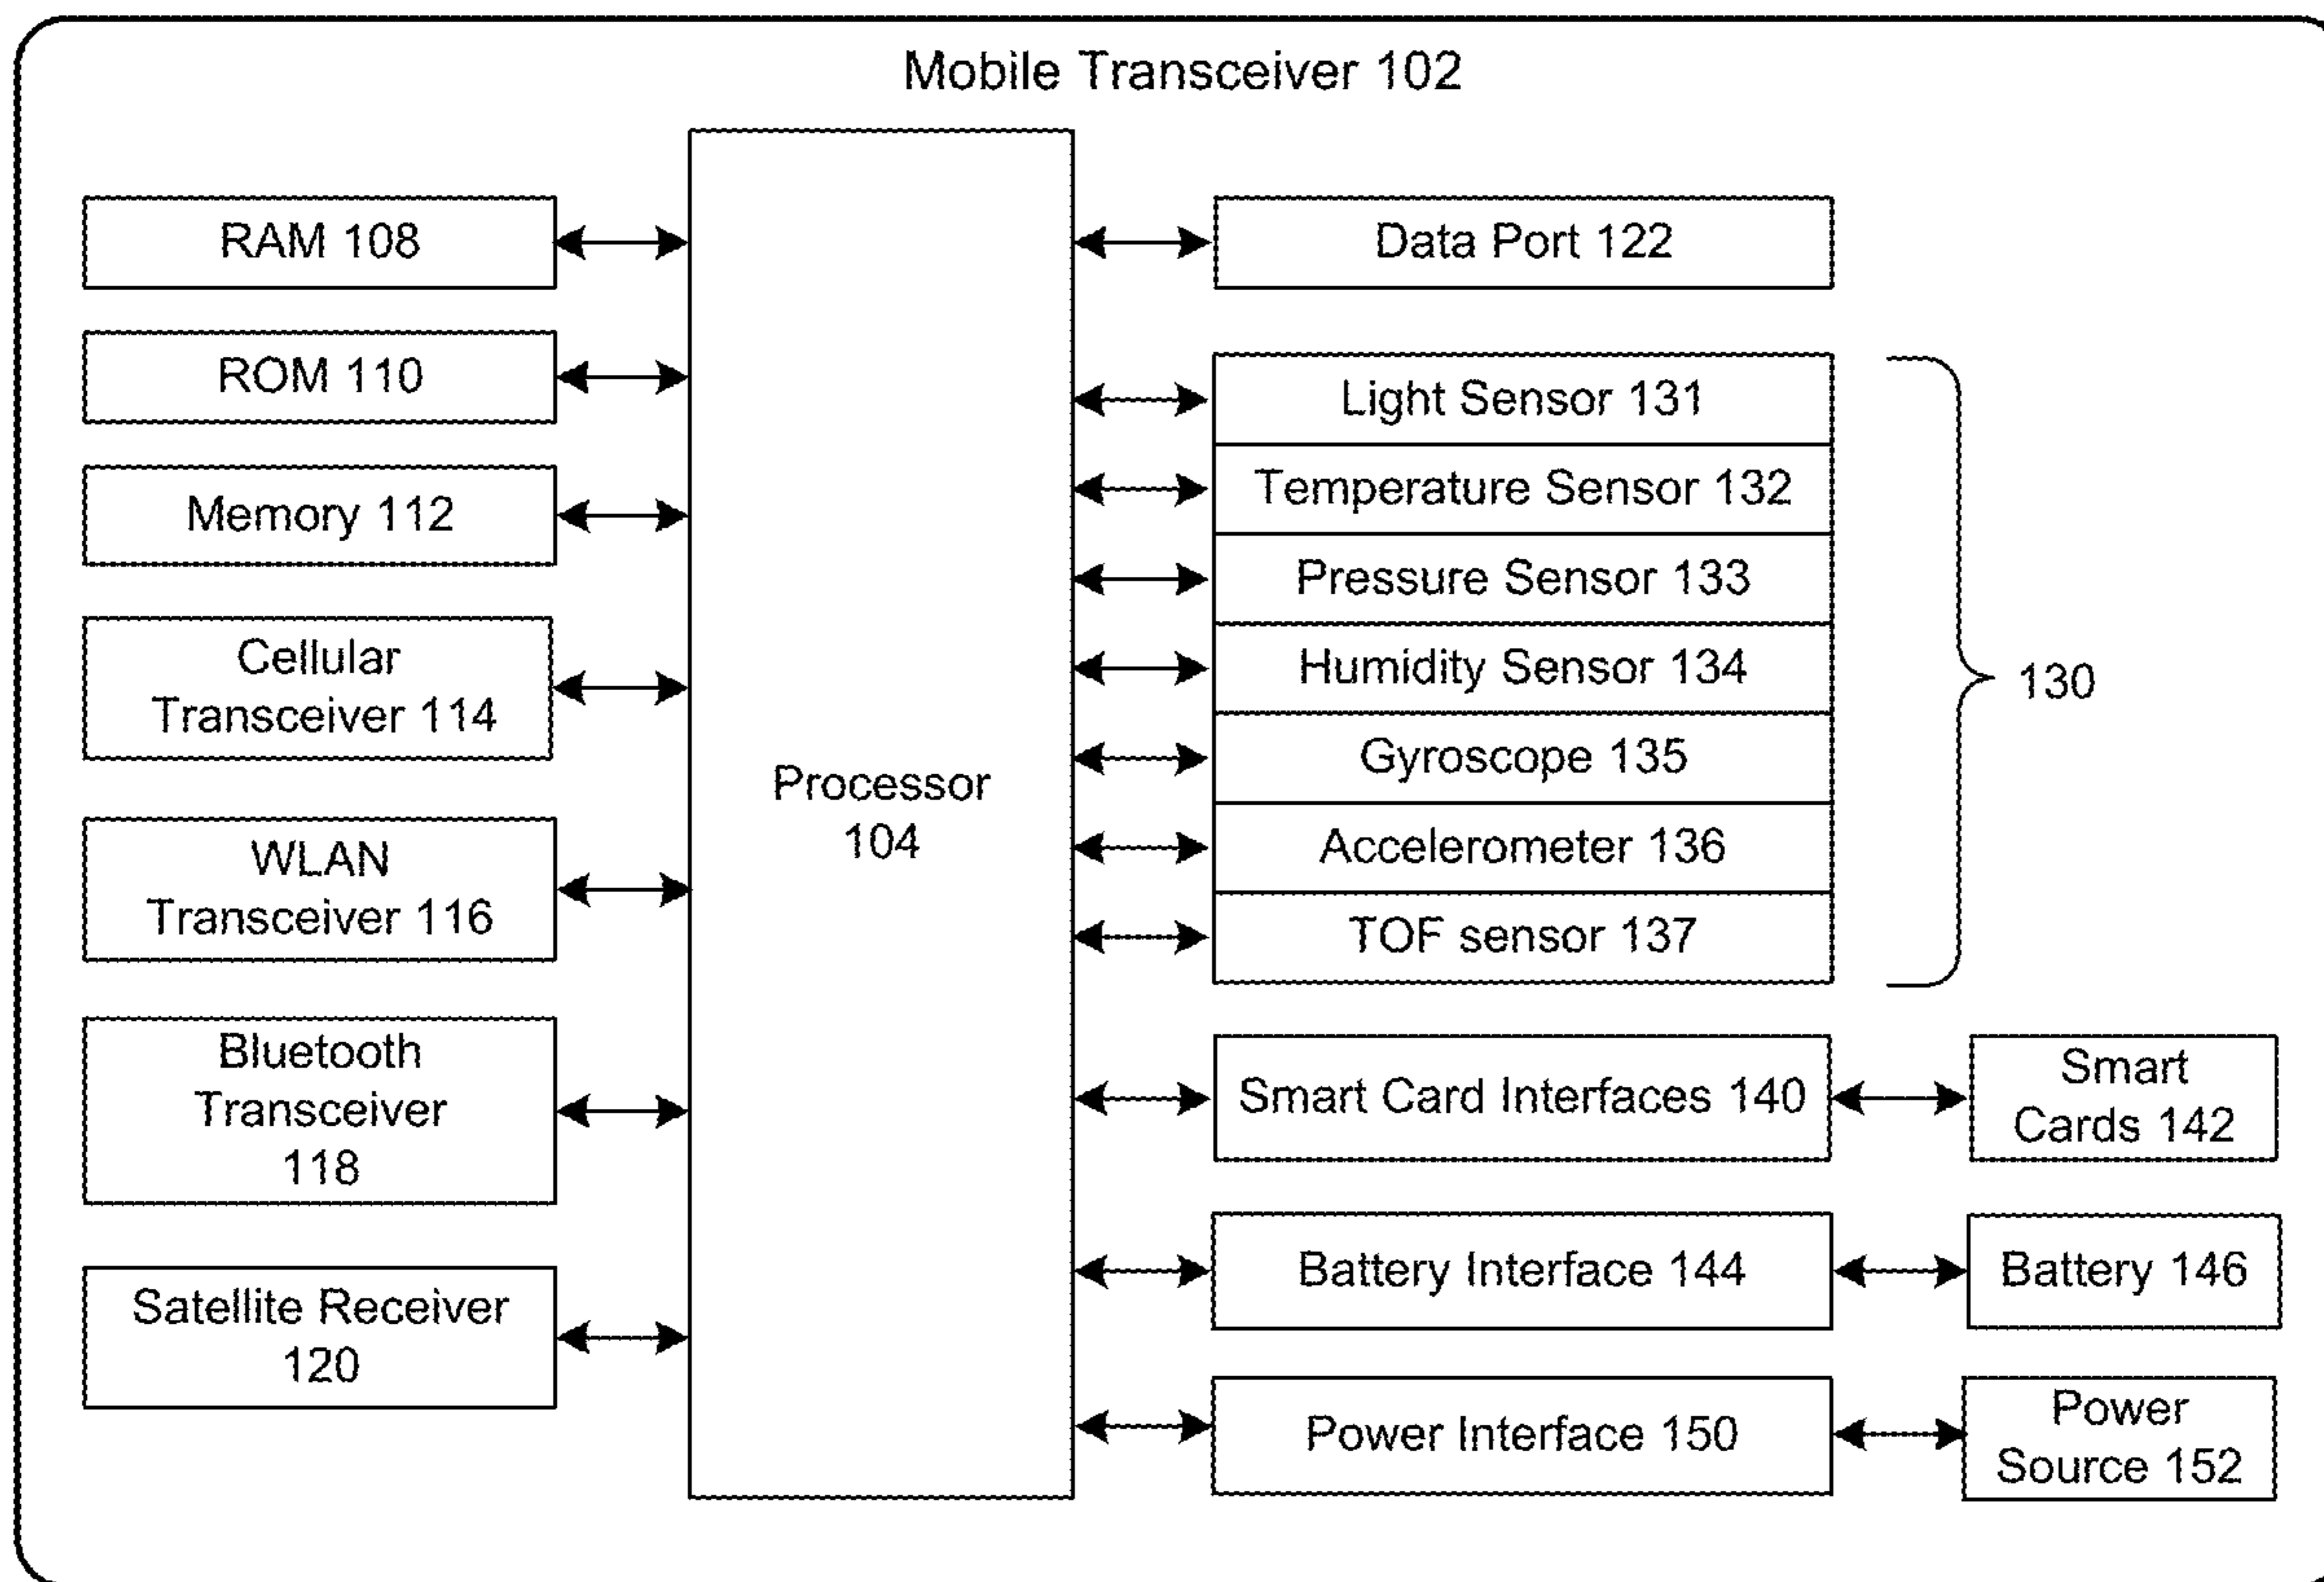 Mobile Transceiver 102
RAM 108
ROM 110
Memory 112
Cellular
Transceiver 114
WLAN
Transceiver 116
Bluetooth
Transceiver
118
Satellite Receiver
120
Processor
104
Data Port 122
Light Sensor 131
Temperature Sensor 132
Pressure Sensor 133
Humidity Sensor 134
Gyroscope 135
Accelerometer 136
TOF sensor 137
130
Smart Card Interfaces 140
Smart
Cards 142
Battery Interface 144
Battery 146
Power Interface 150
Power
Source 152